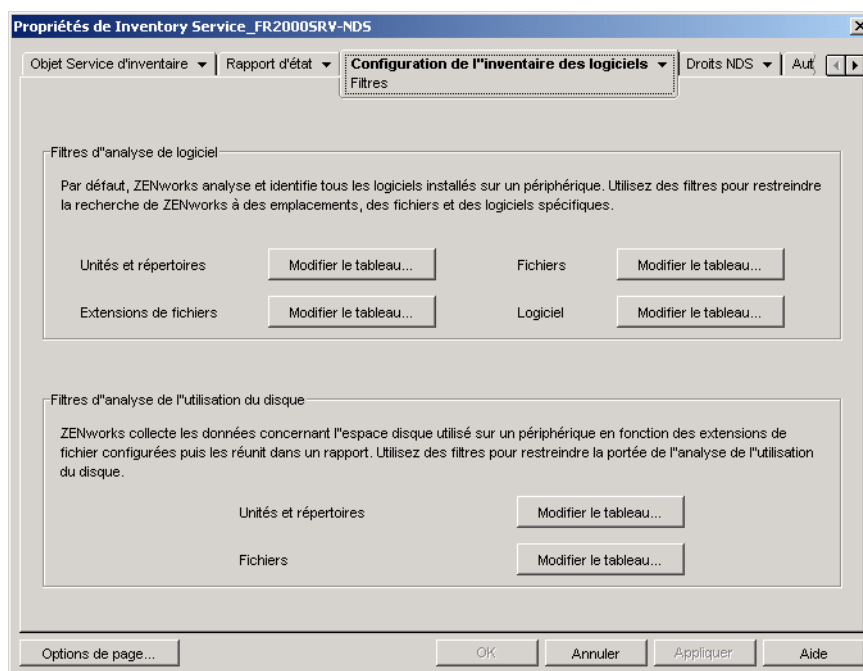 Propriétés de Inventory Service_FR2000SRV-NDS
Objet Service d'inventaire Rapport d'état Configuration de l''inventaire des logiciels Droits NDS Aut
Filtres
Filtres d''analyse de logiciel
Par défaut, ZENworks analyse et identifie tous les logiciels installés sur un périphérique. Utilisez des filtres pour restreindre
la recherche de ZENworks à des emplacements, des fichiers et des logiciels spécifiques.
Unités et répertoires Modifier le tableau... Fichiers Modifier le tableau...
Extensions de fichiers Modifier le tableau... Logiciel Modifier le tableau...
Filtres d''analyse de l''utilisation du disque
ZENworks collecte les données concernant l''espace disque utilisé sur un périphérique en fonction des extensions de
fichier configurées puis les réunit dans un rapport. Utilisez des filtres pour restreindre la portée de l''analyse de l''utilisation
du disque.
Unités et répertoires Modifier le tableau...
Fichiers Modifier le tableau...
Options de page... OK Annuler Appliquer Aide